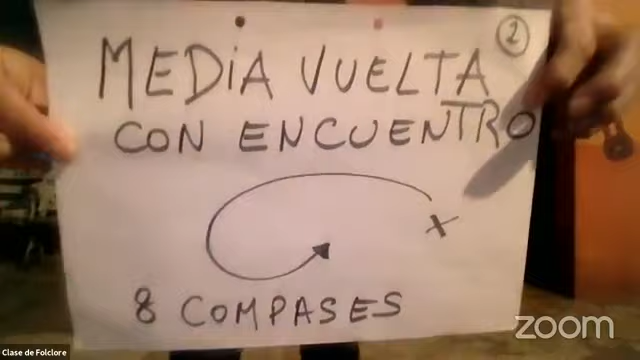 2
MEDIA VUELTA
CON ENCUENTRO
x
8 COMPASES
Clase de Folclore
zoom